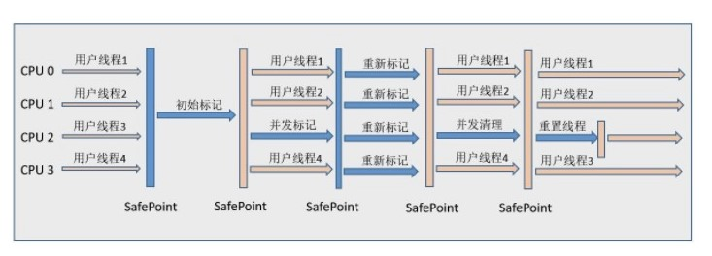 CPU 0 用户线程1 用户线程1 重新标记 用户线程1 用户线程1
CPU 1 用户线程2 初始标记 用户线程2 重新标记 用户线程2 用户线程2
CPU 2 用户线程3 并发标记 重新标记 并发清理 重置线程
CPU 3 用户线程4 用户线程4 重新标记 用户线程4 用户线程3
SafePoint SafePoint SafePoint SafePoint SafePoint